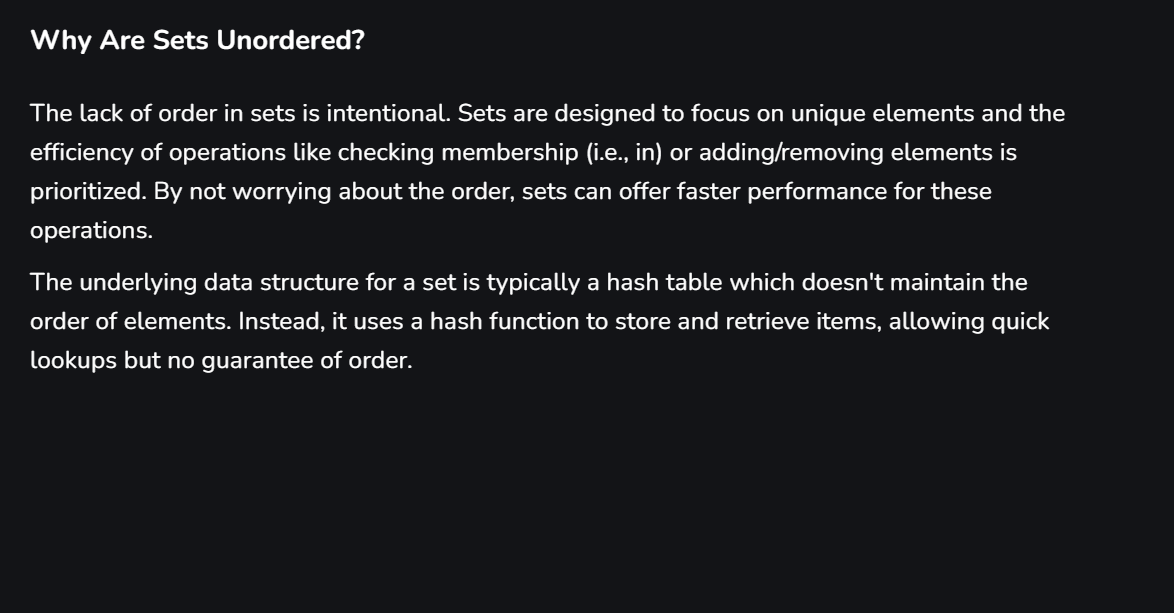 Why Are Sets Unordered?
The lack of order in sets is intentional. Sets are designed to focus on unique elements and the
efficiency of operations like checking membership (i.e., in) or adding/removing elements is
prioritized. By not worrying about the order, sets can offer faster performance for these
operations.
The underlying data structure for a set is typically a hash table which doesn't maintain the
order of elements. Instead, it uses a hash function to store and retrieve items, allowing quick
lookups but no guarantee of order.